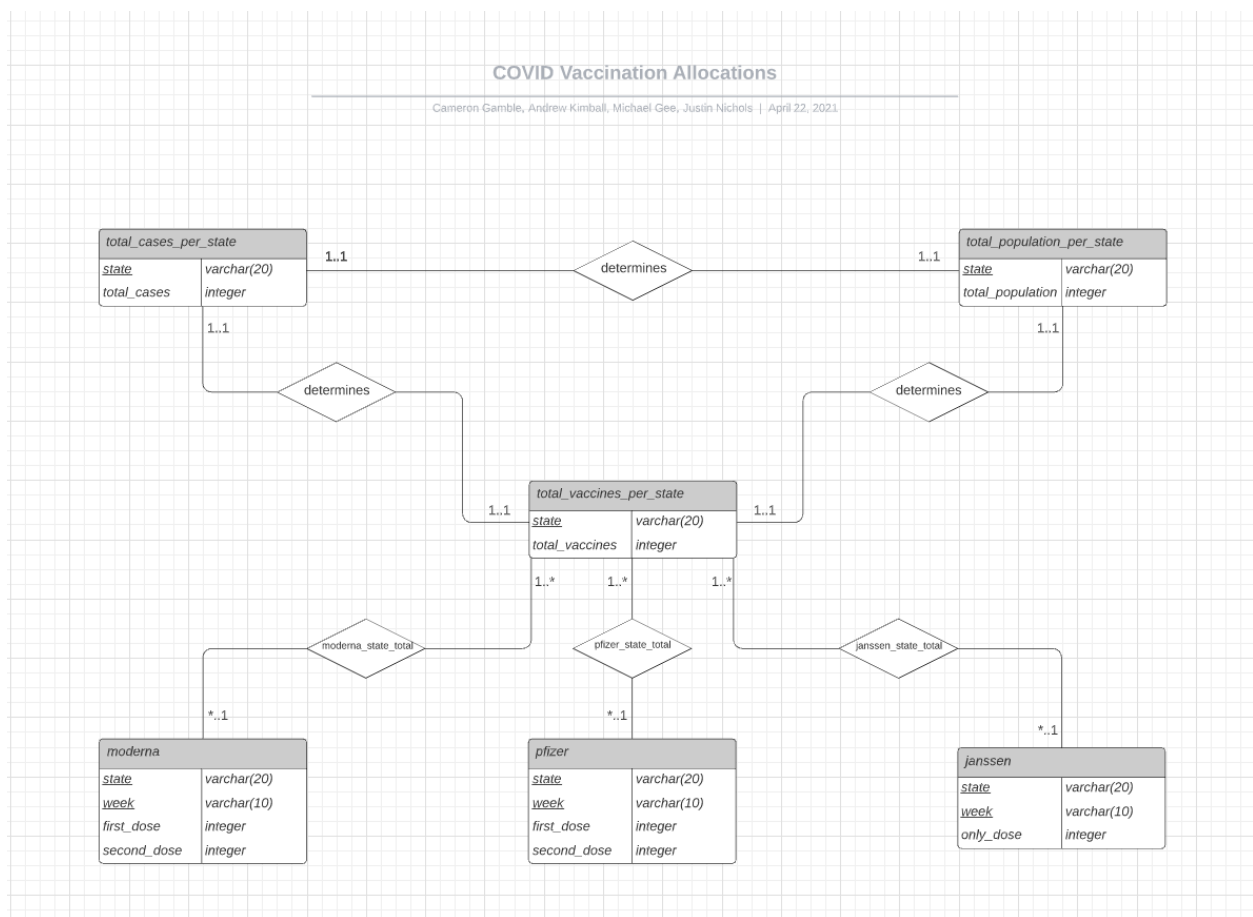 COVID Vaccination Allocations
Cameron Gamble, Andrew Kimball, Michael Gee, Justin Nichols | April 22, 2021
total_cases_per_state
state varchar(20)
total_cases integer
1..1
determines
1..1
total_population_per_state
state varchar(20)
total_population integer
1..1
determines
1..1
1..1
determines
1..1
total_vaccines_per_state
state varchar(20)
total_vaccines integer
1..*
1..*
1..*
moderna_state_total
pfizer_state_total
janssen_state_total
*..1
*..1
*..1
moderna
state varchar(20)
week varchar(10)
first_dose integer
second_dose integer
pfizer
state varchar(20)
week varchar(10)
first_dose integer
second_dose integer
janssen
state varchar(20)
week varchar(10)
only_dose integer